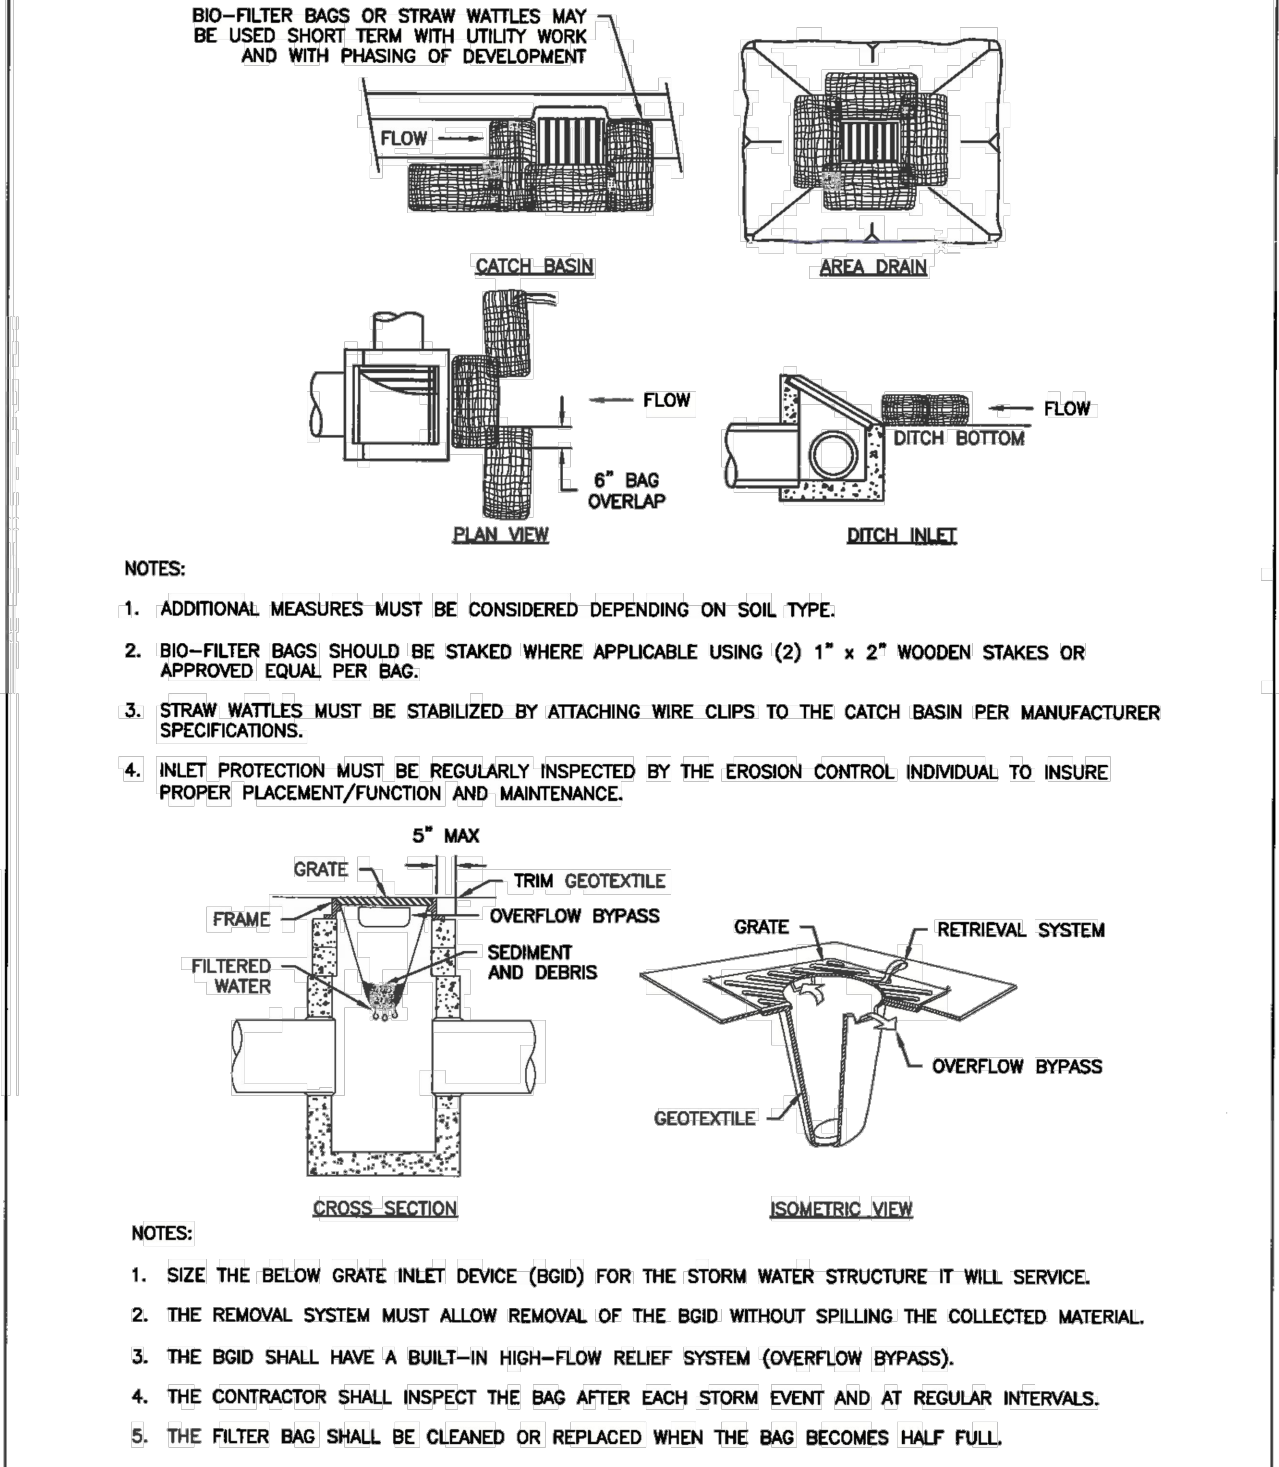 BIO-FILTER BAGS OR STRAW WATTLES MAY
BE USED SHORT TERM WITH UTILITY WORK
AND WITH PHASING OF DEVELOPMENT
FLOW
CATCH BASIN
AREA DRAIN
FLOW
6" BAG
OVERLAP
PLAN VIEW
FLOW
DITCH BOTTOM
DITCH INLET
NOTES:
1. ADDITIONAL MEASURES MUST BE CONSIDERED DEPENDING ON SOIL TYPE.
2. BIO-FILTER BAGS SHOULD BE STAKED WHERE APPLICABLE USING (2) 1" x 2" WOODEN STAKES OR
APPROVED EQUAL PER BAG.
3. STRAW WATTLES MUST BE STABILIZED BY ATTACHING WIRE CLIPS TO THE CATCH BASIN PER MANUFACTURER
SPECIFICATIONS.
4. INLET PROTECTION MUST BE REGULARLY INSPECTED BY THE EROSION CONTROL INDIVIDUAL TO INSURE
PROPER PLACEMENT/FUNCTION AND MAINTENANCE.
5" MAX
GRATE
TRIM GEOTEXTILE
FRAME
OVERFLOW BYPASS
SEDIMENT
AND DEBRIS
FILTERED
WATER
CROSS SECTION
GRATE
RETRIEVAL SYSTEM
OVERFLOW BYPASS
GEOTEXTILE
ISOMETRIC VIEW
NOTES:
1. SIZE THE BELOW GRATE INLET DEVICE (BGID) FOR THE STORM WATER STRUCTURE IT WILL SERVICE.
2. THE REMOVAL SYSTEM MUST ALLOW REMOVAL OF THE BGID WITHOUT SPILLING THE COLLECTED MATERIAL.
3. THE BGID SHALL HAVE A BUILT-IN HIGH-FLOW RELIEF SYSTEM (OVERFLOW BYPASS).
4. THE CONTRACTOR SHALL INSPECT THE BAG AFTER EACH STORM EVENT AND AT REGULAR INTERVALS.
5. THE FILTER BAG SHALL BE CLEANED OR REPLACED WHEN THE BAG BECOMES HALF FULL.